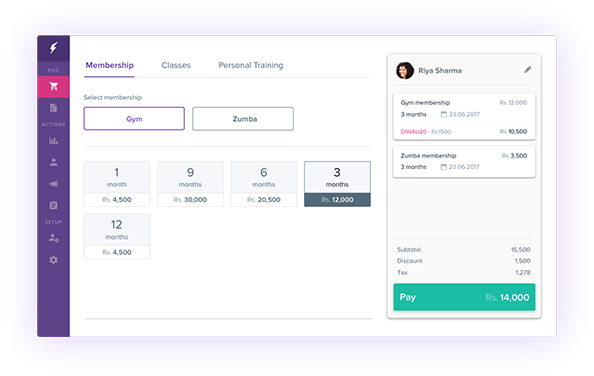 POS
ACTIONS
SETUP
Membership Classes Personal Training
Select membership
Gym Zumba
1 9 6 3
month months months months
Rs. 4,500 Rs. 30,000 Rs. 20,500 Rs. 12,000
12
months
Rs. 4,500
Riya Sharma
Gym membership Rs. 12,000
3 months 23.06.2017
DIWALI20 - Rs.1500 Rs. 10,500
Zumba membership Rs. 3,500
3 months 23.06.2017
Subtotal 15,500
Discount 1,500
Tax 1,278
Pay Rs. 14,000